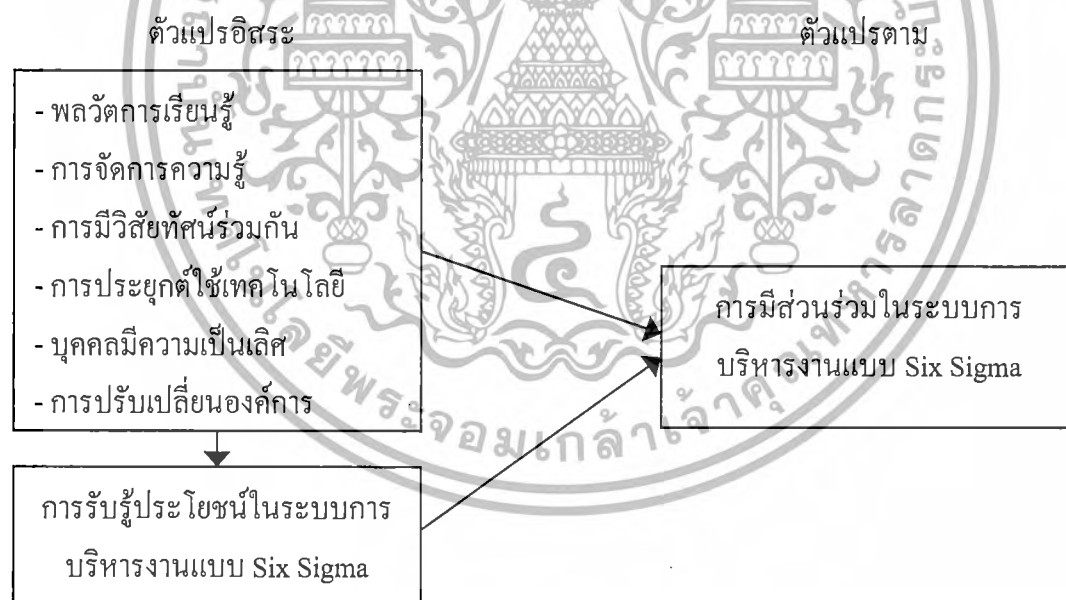 ตัวแปรอิสระ
ตัวแปรตาม
- พลวัตการเรียนรู้
- การจัดการความรู้
- การมีวิสัยทัศน์ร่วมกัน
- การประยุกต์ใช้เทคโนโลยี
- บุคคลมีความเป็นเลิศ
- การปรับเปลี่ยนองค์การ
การมีส่วนร่วมในระบบการ
บริหารงานแบบ Six Sigma
การรับรู้ประโยชน์ในระบบการ
บริหารงานแบบ Six Sigma